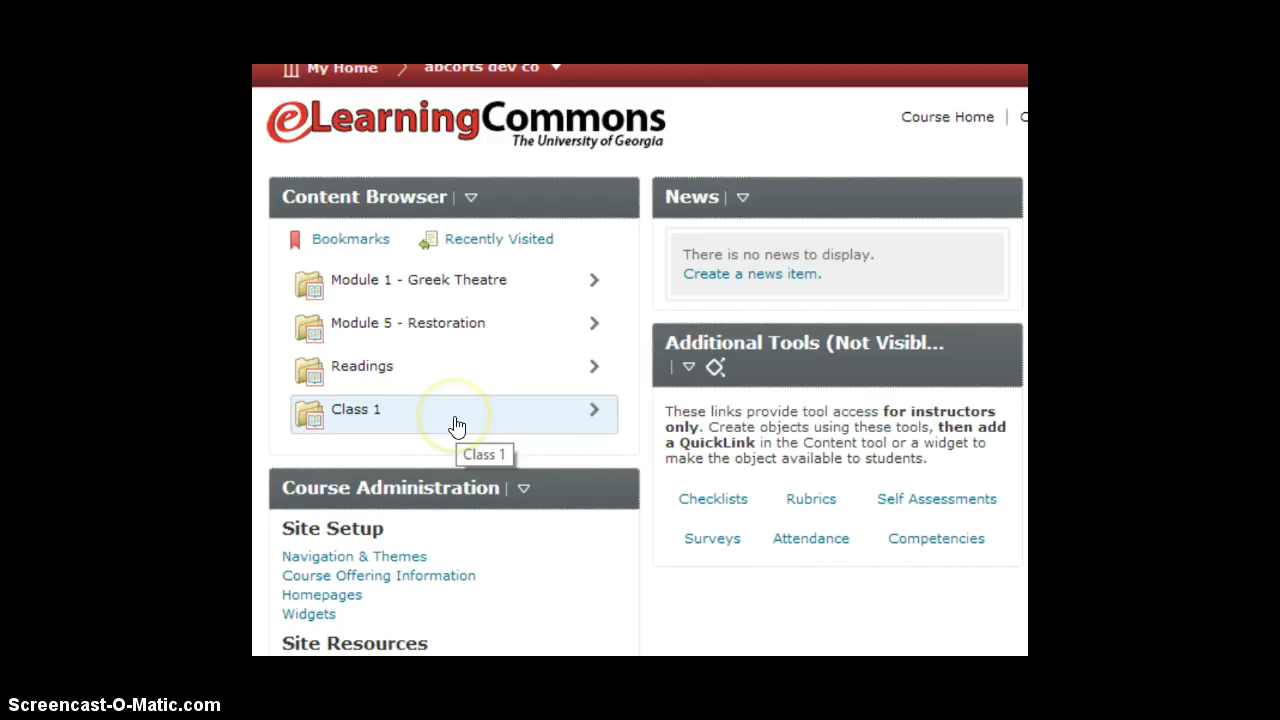 My Home
abcorts dev co
eLearningCommons
The University of Georgia
Course Home
Content Browser
Bookmarks
Recently Visited
Module 1 - Greek Theatre
Module 5 - Restoration
Readings
Class 1
Class 1
Course Administration
Site Setup
Navigation & Themes
Course Offering Information
Homepages
Widgets
Site Resources
News
There is no news to display.
Create a news item.
Additional Tools (Not Visibl...
These links provide tool access for instructors
only. Create objects using these tools, then add
a QuickLink in the Content tool or a widget to
make the object available to students.
Checklists Rubrics Self Assessments
Surveys Attendance Competencies
Screencast-O-Matic.com